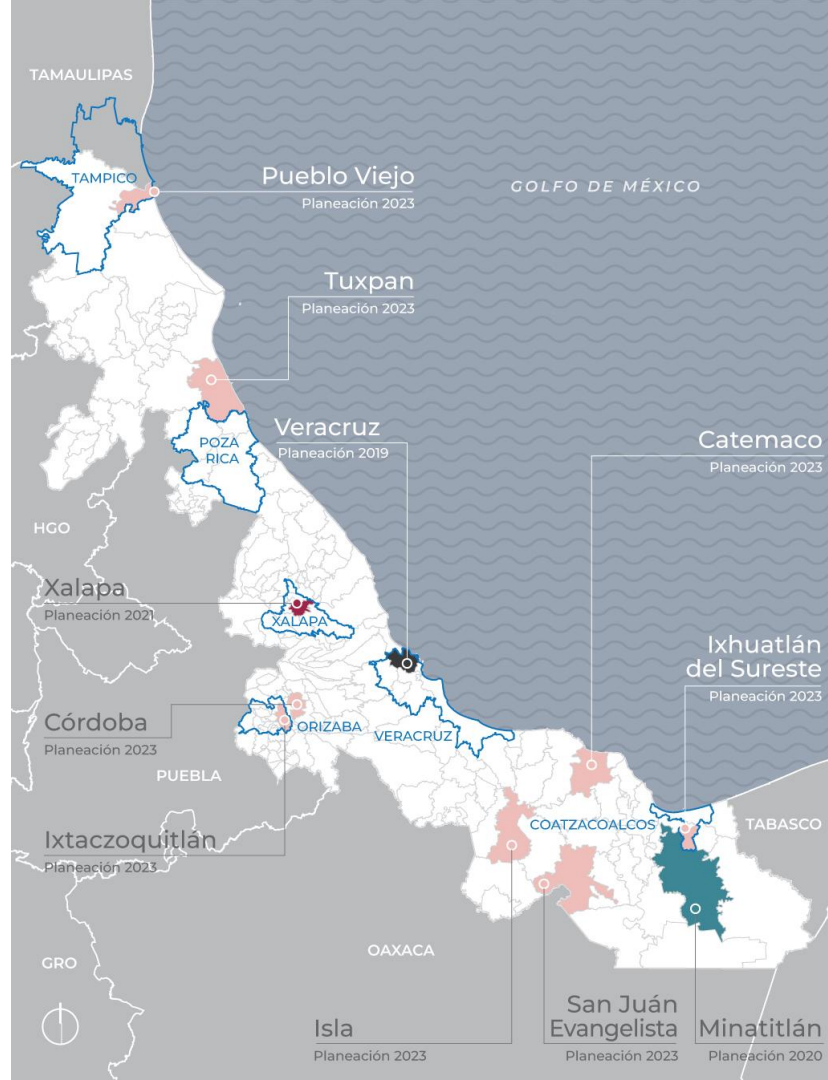 TAMAULIPAS
TAMPICO
Pueblo Viejo
Planeación 2023
GOLFO DE MÉXICO
Tuxpan
Planeación 2023
Veracruz
Planeación 2019
POZA
RICA
Catemaco
Planeación 2023
HGO
Xalapa
Planeación 2021
XALAPA
Ixhuatlán
del Sureste
Planeación 2023
Córdoba
Planeación 2023
ORIZABA
VERACRUZ
PUEBLA
COATZACOALCOS
TABASCO
Ixtaczoquitlán
Planeación 2023
OAXACA
GRO
Isla
Planeación 2023
San Juán
Evangelista
Planeación 2023
Minatitlán
Planeación 2020